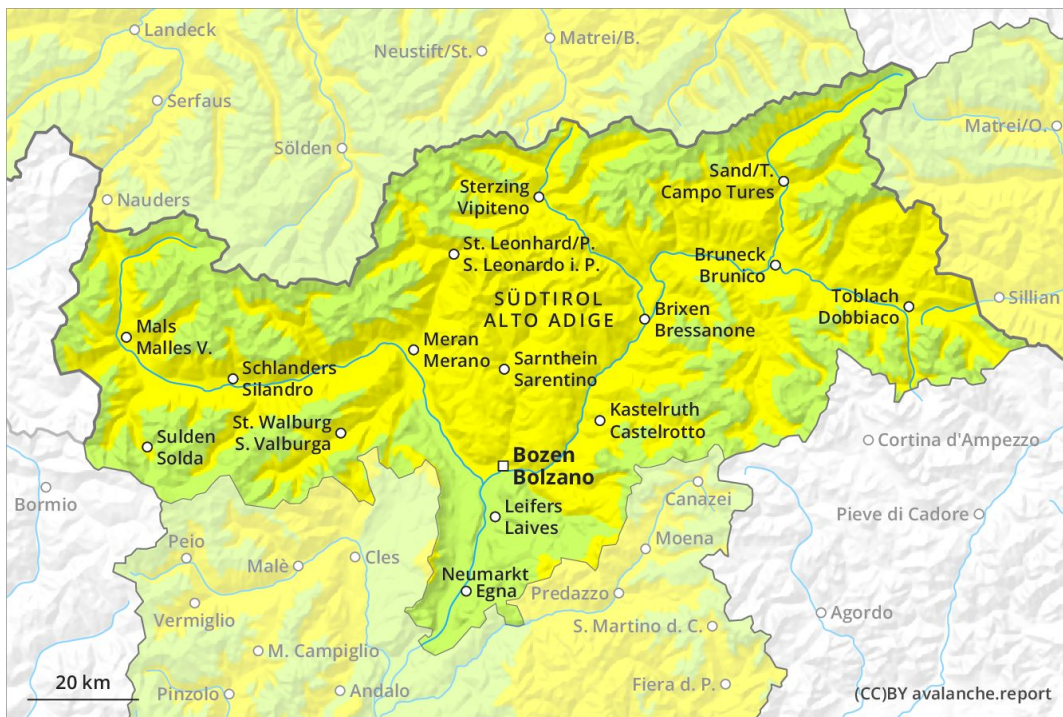 Landeck
Matrei/B.
Neustift/St.
Serfaus
Sölden
Matrei/O.
Nauders
Sterzing
Vipiteno
Sand/T.
Campo Tures
St. Leonhard/P.
S. Leonardo i. P.
Bruneck
Brunico
SÜDTIROL
ALTO ADIGE
Brixen
Bressanone
Toblach
Dobbiaco
Sillian
Mals
Malles V.
Meran
Merano
Schlanders
Silandro
Sarnthein
Sarentino
St. Walburg
S. Valburga
Kastelruth
Castelrotto
Sulden
Solda
Cortina d'Ampezzo
Bozen
Bolzano
Bormio
Canazei
Leifers
Laives
Pieve di Cadore
Peio
Cles
Moena
Malè
Neumarkt
Egna
Predazzo
Vermiglio
Agordo
S. Martino d. C.
M. Campiglio
20 km
Pinzolo
Andalo
Fiera d. P.
(CC)BY avalanche.report